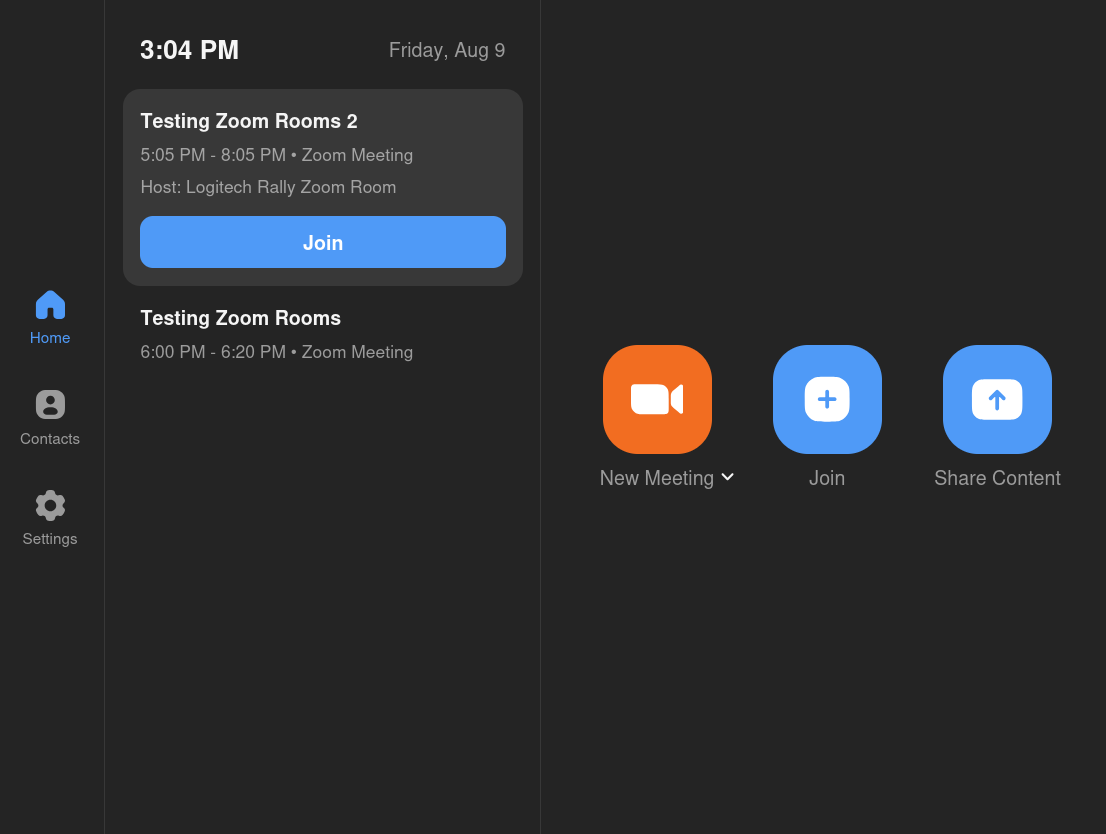 3:04 PM
Friday, Aug 9
Testing Zoom Rooms 2
5:05 PM - 8:05 PM • Zoom Meeting
Host: Logitech Rally Zoom Room
Join
Testing Zoom Rooms
6:00 PM - 6:20 PM • Zoom Meeting
Home
Contacts
Settings
New Meeting
Join
Share Content